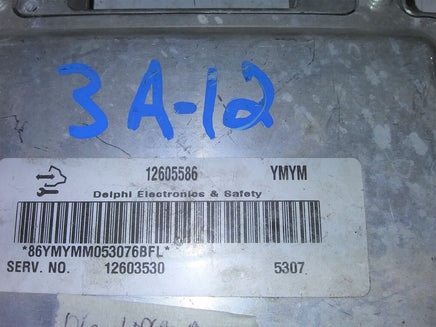 3A-12
12605586 YMYM
Delphi Electronics & Safety
*86YMYMM053076BFL*
SERV. NO. 12603530 5307